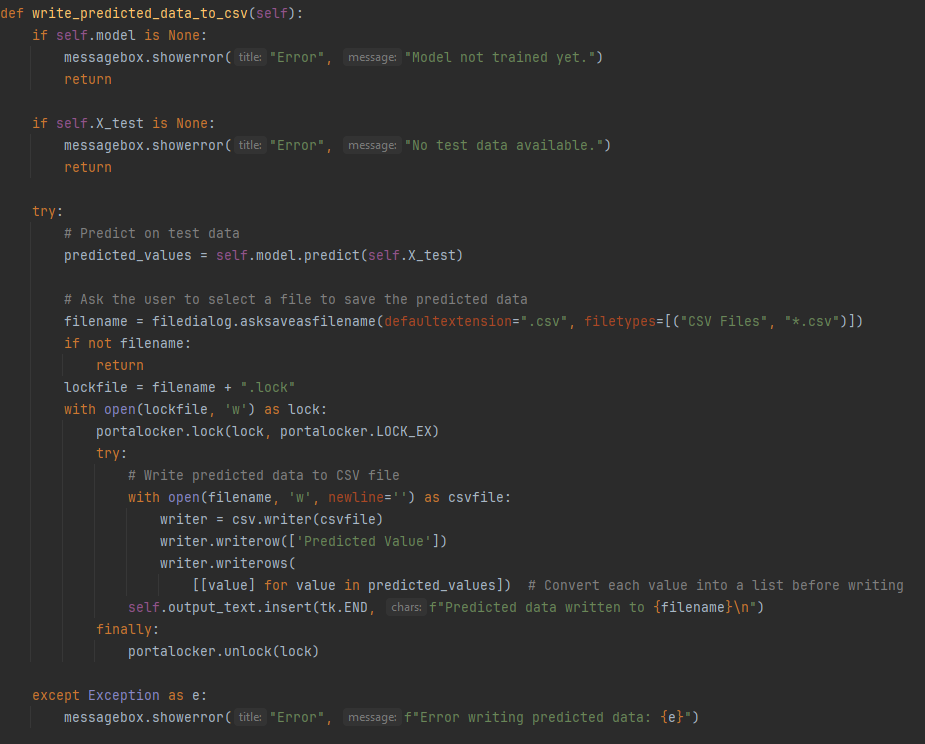 def write_predicted_data_to_csv(self):
    if self.model is None:
        messagebox.showerror( title: "Error",  message: "Model not trained yet.")
        return

    if self.X_test is None:
        messagebox.showerror( title: "Error",  message: "No test data available.")
        return

    try:
        # Predict on test data
        predicted_values = self.model.predict(self.X_test)

        # Ask the user to select a file to save the predicted data
        filename = filedialog.asksaveasfilename(defaultextension=".csv", filetypes=[("CSV Files", "*.csv")])
        if not filename:
            return
        lockfile = filename + ".lock"
        with open(lockfile, 'w') as lock:
            portalocker.lock(lock, portalocker.LOCK_EX)
            try:
                # Write predicted data to CSV file
                with open(filename, 'w', newline='') as csvfile:
                    writer = csv.writer(csvfile)
                    writer.writerow(['Predicted Value'])
                    writer.writerows(
                        [[value] for value in predicted_values])  # Convert each value into a list before writing
                self.output_text.insert(tk.END,  chars: f"Predicted data written to {filename}\n")
            finally:
                portalocker.unlock(lock)

    except Exception as e:
        messagebox.showerror( title: "Error",  message: f"Error writing predicted data: {e}")